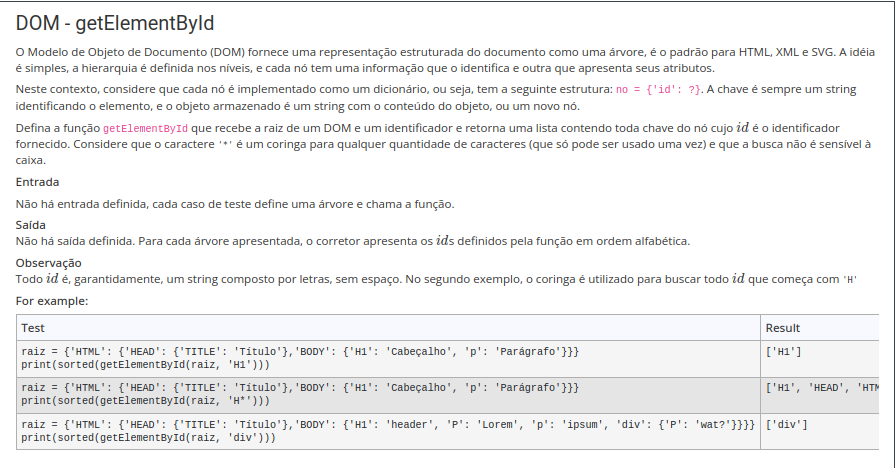 DOM - getElementById
O Modelo de Objeto de Documento (DOM) fornece uma representação estruturada do documento como uma árvore, é o padrão para HTML, XML e SVG. A idéia
é simples, a hierarquia é definida nos níveis, e cada nó tem uma informação que o identifica e outra que apresenta seus atributos.
Neste contexto, considere que cada nó é implementado como um dicionário, ou seja, tem a seguinte estrutura: no = {'id': ?}. A chave é sempre um string
identificando o elemento, e o objeto armazenado é um string com o conteúdo do objeto, ou um novo nó.
Defina a função getElementById que recebe a raiz de um DOM e um identificador e retorna uma lista contendo toda chave do nó cujo id é o identificador
fornecido. Considere que o caractere '*' é um coringa para qualquer quantidade de caracteres (que só pode ser usado uma vez) e que a busca não é sensível à
caixa.
Entrada
Não há entrada definida, cada caso de teste define uma árvore e chama a função.
Saída
Não há saída definida. Para cada árvore apresentada, o corretor apresenta os ids definidos pela função em ordem alfabética.
Observação
Todo id é, garantidamente, um string composto por letras, sem espaço. No segundo exemplo, o coringa é utilizado para buscar todo id que começa com 'H'
For example:
Test Result
raiz = {'HTML': {'HEAD': {'TITLE': 'Título'},'BODY': {'H1': 'Cabeçalho', 'p': 'Parágrafo'}}} ['H1']
print(sorted(getElementById(raiz, 'H1')))
raiz = {'HTML': {'HEAD': {'TITLE': 'Título'},'BODY': {'H1': 'Cabeçalho', 'p': 'Parágrafo'}}} ['H1', 'HEAD', 'HTM
print(sorted(getElementById(raiz, 'H*')))
raiz = {'HTML': {'HEAD': {'TITLE': 'Título'},'BODY': {'H1': 'header', 'P': 'Lorem', 'p': 'ipsum', 'div': {'P': 'wat?'}}}} ['div']
print(sorted(getElementById(raiz, 'div')))